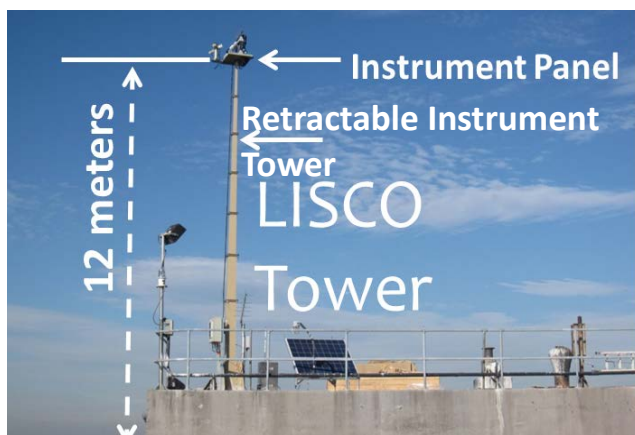 Instrument Panel
Retractable Instrument
Tower
LISCO
Tower
12 meters